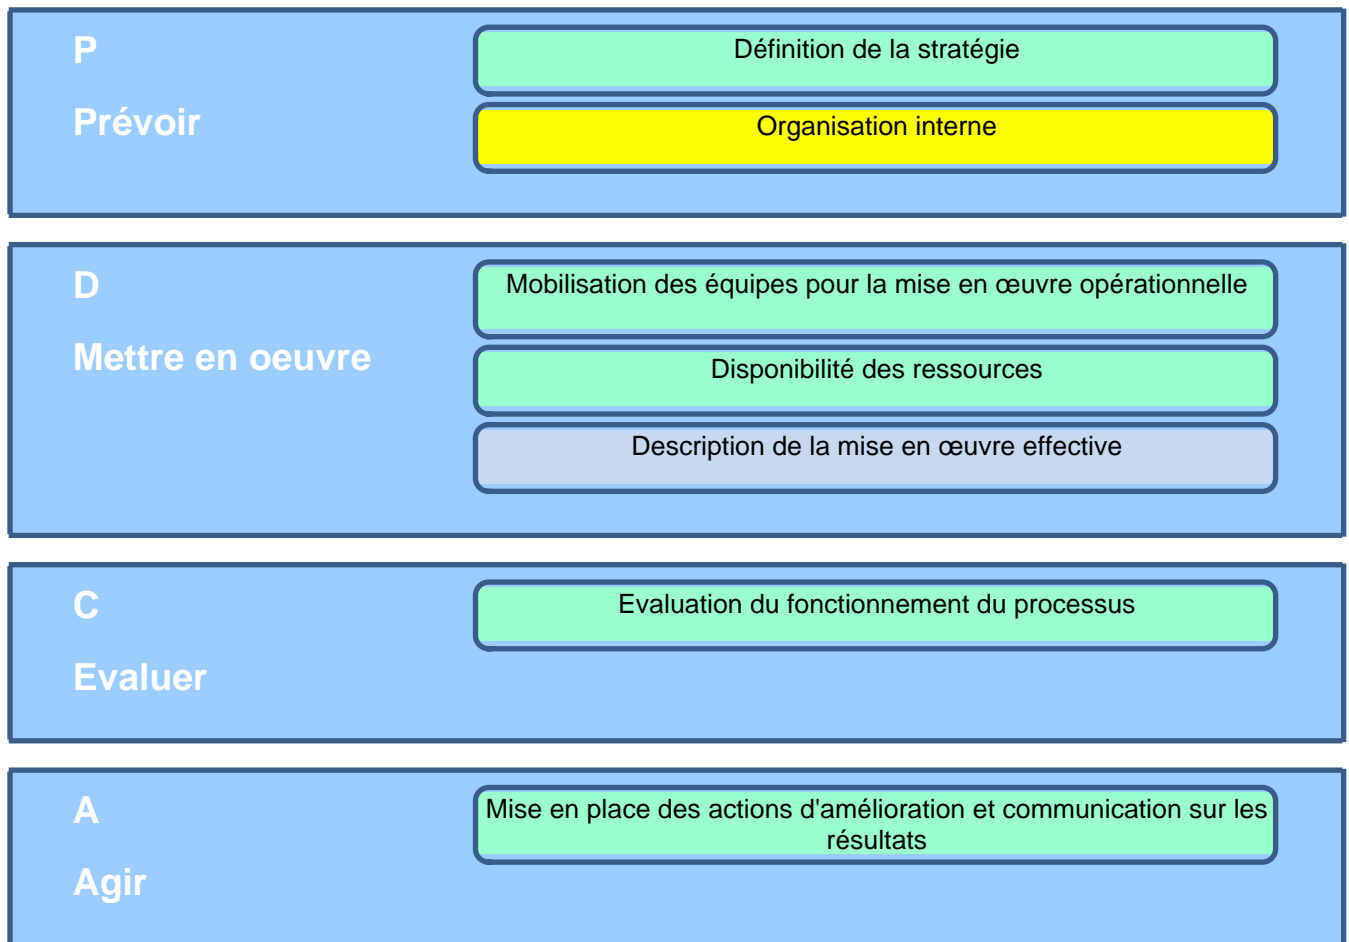 P
Définition de la stratégie
Prévoir
Organisation interne
D
Mobilisation des équipes pour la mise en œuvre opérationnelle
Mettre en oeuvre
Disponibilité des ressources
Description de la mise en œuvre effective
C
Evaluation du fonctionnement du processus
Evaluer
A
Mise en place des actions d'amélioration et communication sur les
résultats
Agir